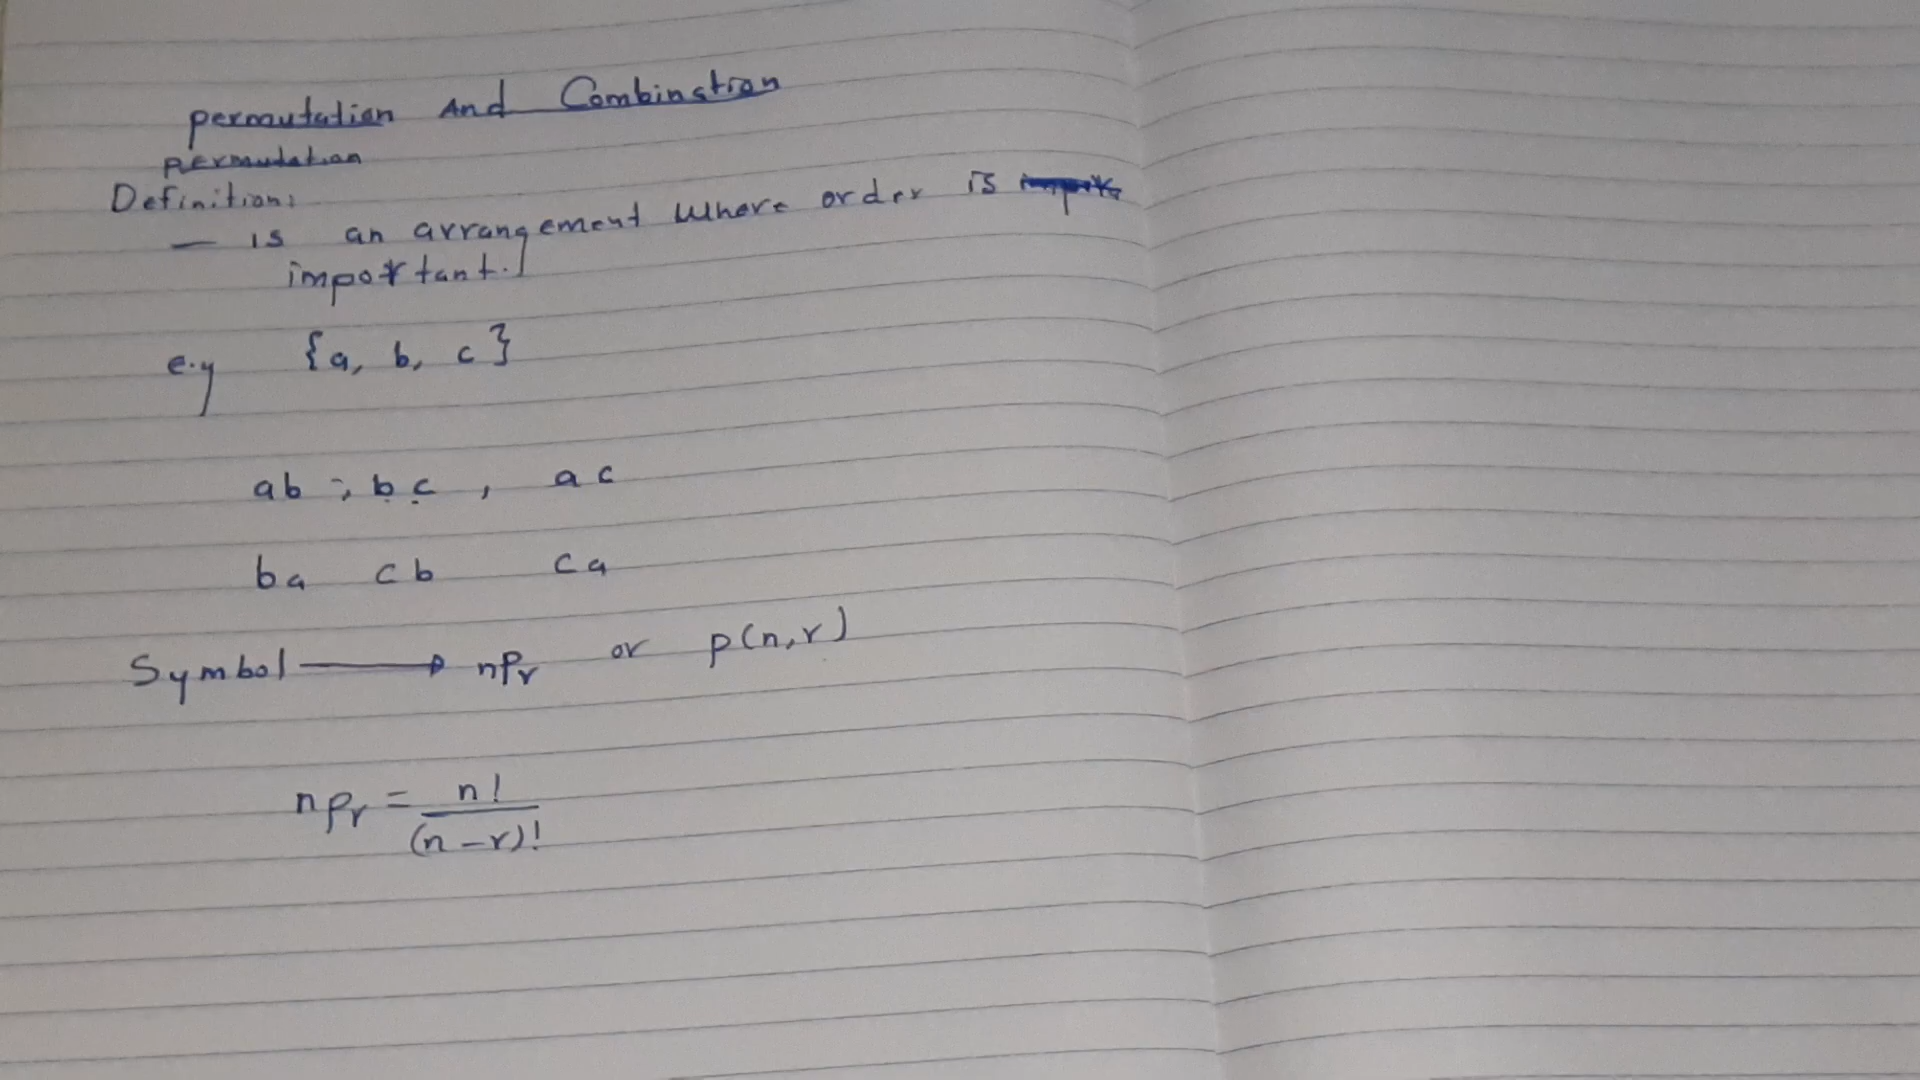 permutation And Combination
permutation
Definition:
— is an arrangement where order is
important.
e.g {a, b, c}
ab , bc , ac
ba cb ca
Symbol → nPr or p(n,r)
nPr = n!
(n-r)!